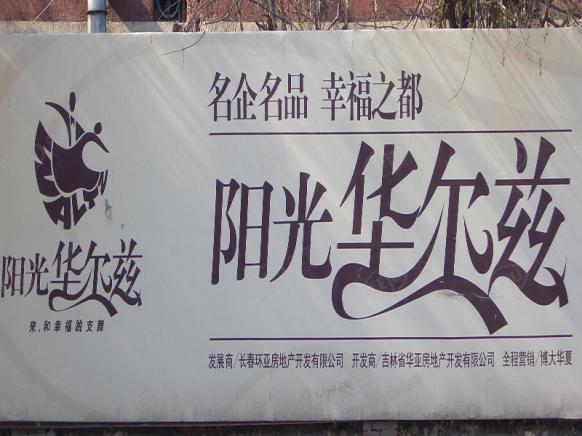 名企名品 幸福之都
阳光华尔兹
阳光华尔兹
来,和幸福跳支舞
发展商/长春环亚房地产开发有限公司 开发商/吉林省华亚房地产开发有限公司 全程营销/博大华夏